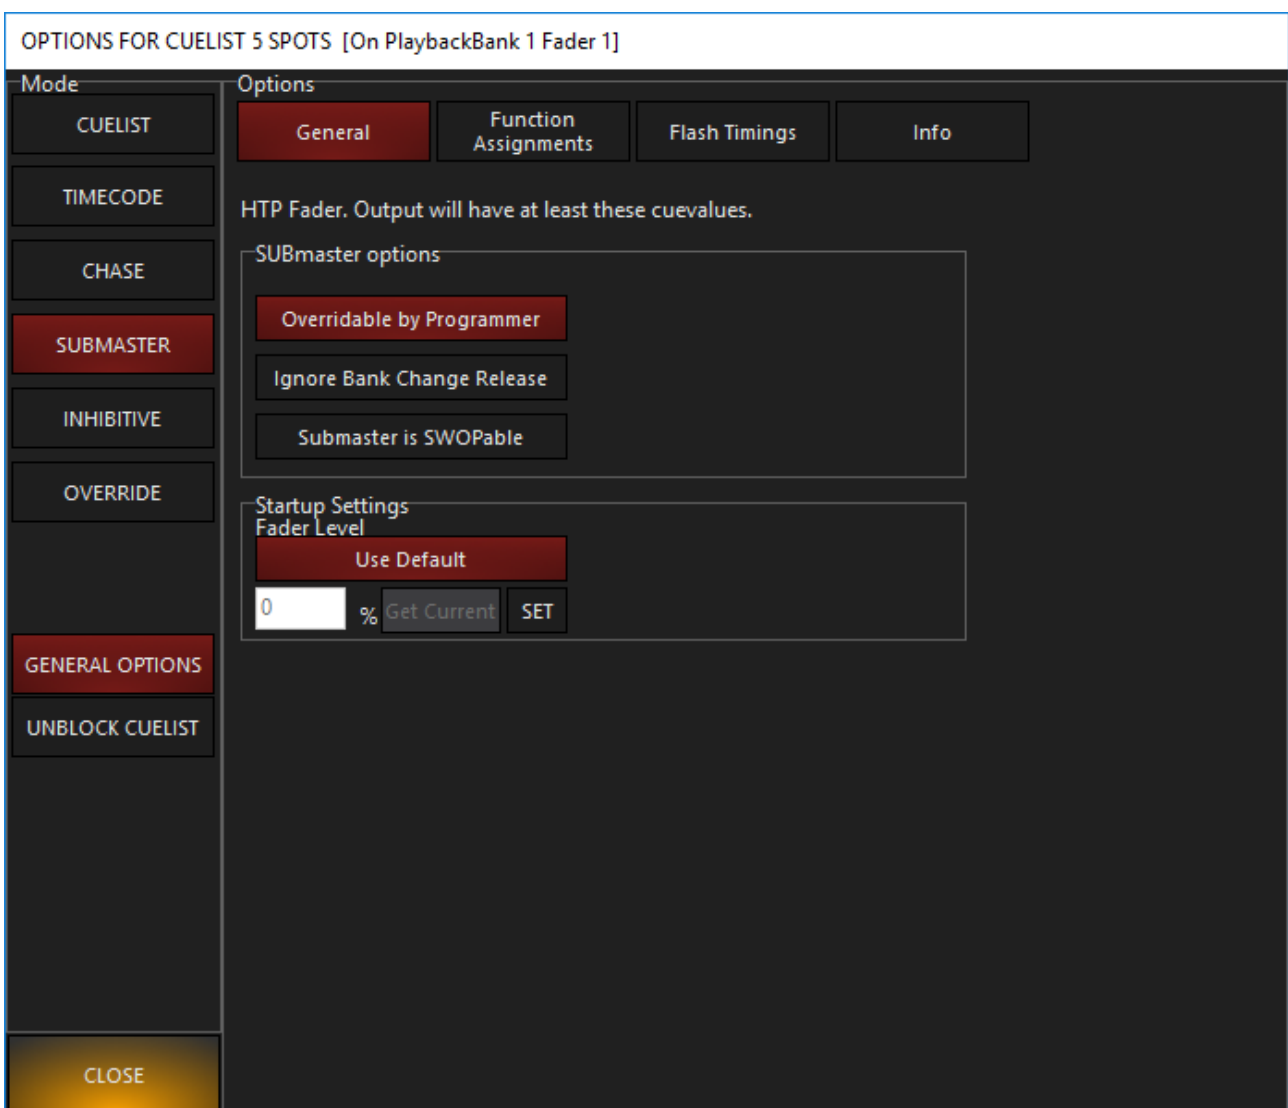 OPTIONS FOR CUELIST 5 SPOTS [On PlaybackBank 1 Fader 1]
Mode
CUELIST
TIMECODE
CHASE
SUBMASTER
INHIBITIVE
OVERRIDE
GENERAL OPTIONS
UNBLOCK CUELIST
CLOSE
Options
General
Function
Assignments
Flash Timings
Info
HTP Fader. Output will have at least these cuevalues.
SUBmaster options
Overridable by Programmer
Ignore Bank Change Release
Submaster is SWOPable
Startup Settings
Fader Level
Use Default
0 % Get Current SET